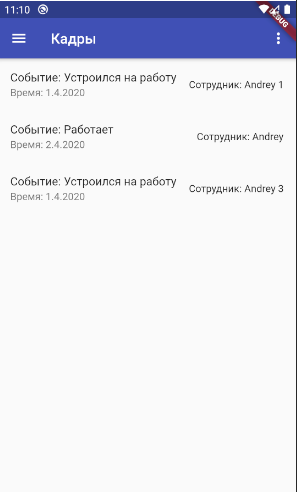 11:10
DEBUG
Кадры
Событие: Устроился на работу
Время: 1.4.2020
Сотрудник: Andrey 1
Событие: Работает
Время: 2.4.2020
Сотрудник: Andrey
Событие: Устроился на работу
Время: 1.4.2020
Сотрудник: Andrey 3